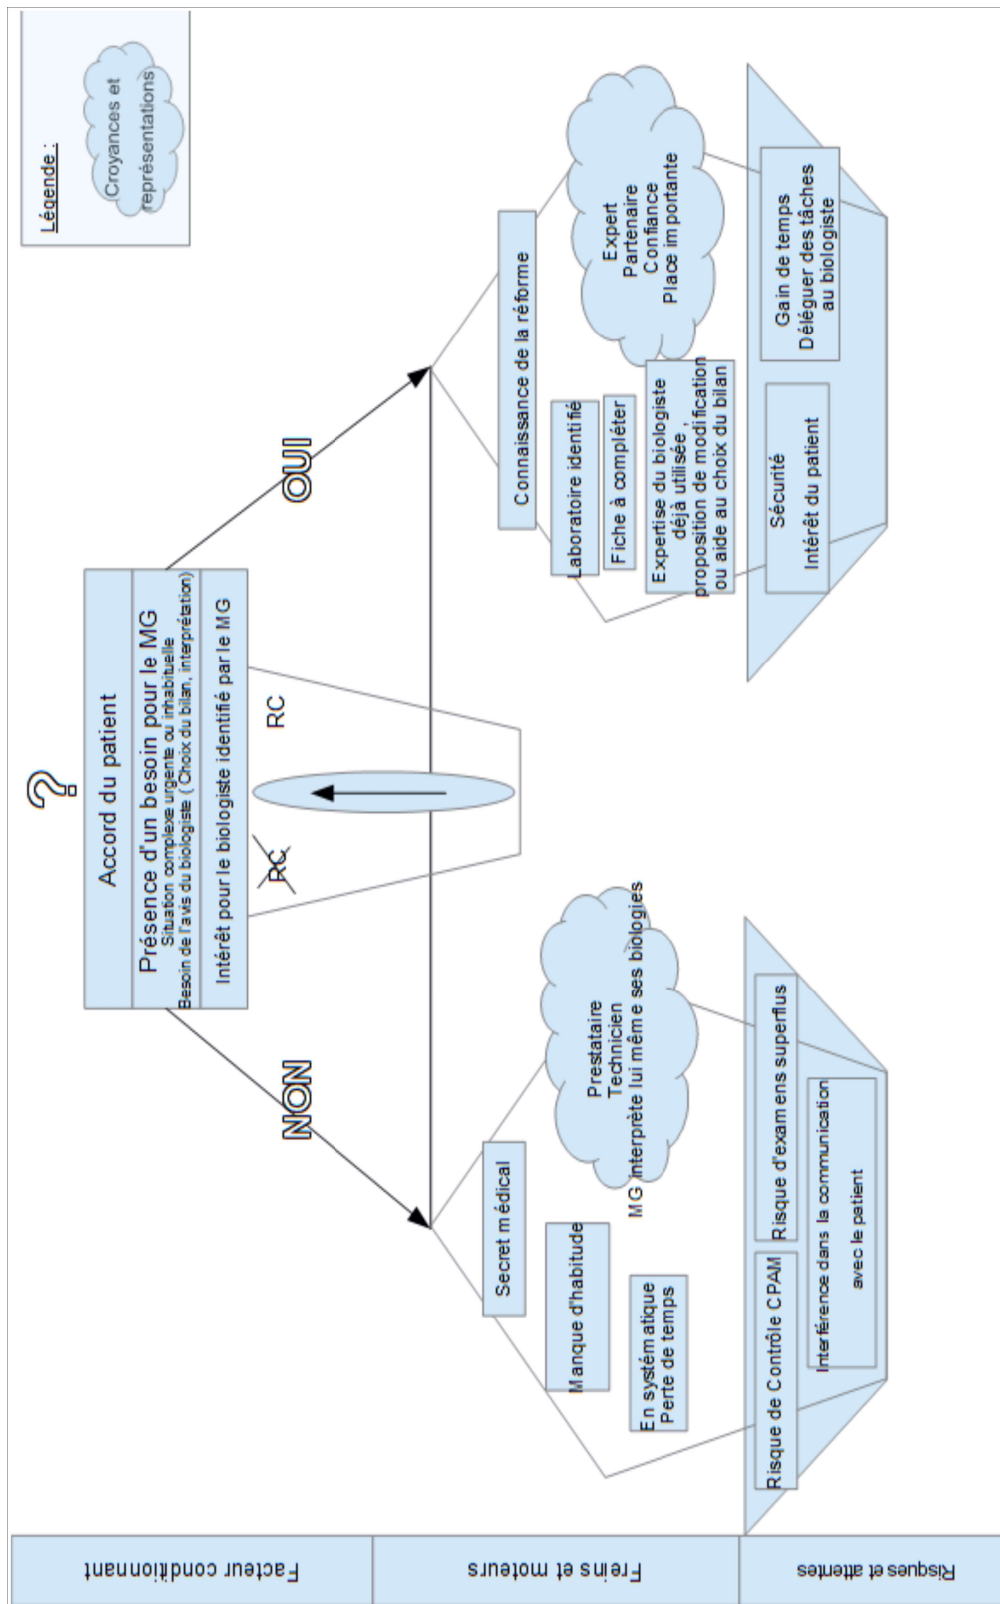 Légende :
Croyances et
représentations
?
Accord du patient
Présence d'un besoin pour le MG
Situation complexe urgente ou inhabituelle
Besoin de l'avis du biologiste ( Choix du bilan, interprétation)
Intérêt pour le biologiste identifié par le MG
NON
OUI
RC
RC
Secret médical
Manque d'habitude
En systématique
Perte de temps
Prestataire
Technicien
MG interprète lui même ses biologies
Risque de Contrôle CPAM
Risque d'examens superflus
Interférence dans la communication
avec le patient
Connaissance de la réforme
Laboratoire identifié
Fiche à compléter
Expertise du biologiste
déjà utilisée ,
proposition de modification
ou aide au choix du bilan
Expert
Partenaire
Confiance
Place importante
Sécurité
Intérêt du patient
Gain de temps
Déléguer des tâches
au biologiste
Facteur conditionnant
Freins et moteurs
Risques et attentes